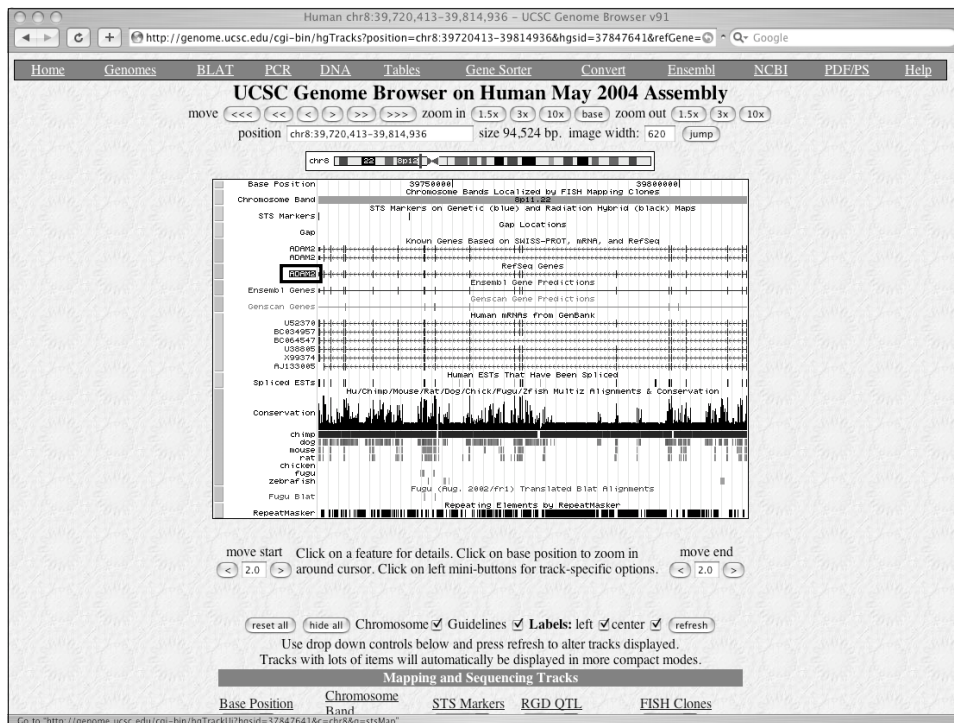 Human chr8:39,720,413-39,814,936 - UCSC Genome Browser v91
http://genome.ucsc.edu/cgi-bin/hgTracks?position=chr8:39720413-39814936&hgsid=37847641&refGene= Google
Home Genomes BLAT PCR DNA Tables Gene Sorter Convert Ensembl NCBI PDF/PS Help
UCSC Genome Browser on Human May 2004 Assembly
move <<< << < > >> >>> zoom in 1.5x 3x 10x base zoom out 1.5x 3x 10x
position chr8:39,720,413-39,814,936 size 94,524 bp. image width: 620 jump
chr8 22 8p12
Base Position 39750000| 39800000|
Chromosome Bands Localized by FISH Mapping Clones
Chromosome Band 8p11.22
STS Markers on Genetic (blue) and Radiation Hybrid (black) Maps
STS Markers
Gap Locations
Gap
Known Genes Based on SWISS-PROT, mRNA, and RefSeq
ADAM2
ADAM2
RefSeq Genes
ADAM2
Ensembl Gene Predictions
Ensembl Genes
Genscan Gene Predictions
Genscan Genes
Human mRNAs from GenBank
U52370
BC034957
BC064547
U38805
X99374
AJ133005
Human ESTs That Have Been Spliced
Spliced ESTs
Hu/Chimp/Mouse/Rat/Dog/Chick/Fugu/Zfish Multiz Alignments & Conservation
Conservation
chimp
dog
mouse
rat
chicken
fugu
zebrafish
Fugu (Aug. 2002/fr1) Translated Blat Alignments
Fugu Blat
Repeating Elements by RepeatMasker
RepeatMasker
move start Click on a feature for details. Click on base position to zoom in move end
< 2.0 > around cursor. Click on left mini-buttons for track-specific options. < 2.0 >
reset all hide all Chromosome Guidelines Labels: left center refresh
Use drop down controls below and press refresh to alter tracks displayed.
Tracks with lots of items will automatically be displayed in more compact modes.
Mapping and Sequencing Tracks
Base Position Chromosome Band STS Markers RGD QTL FISH Clones
Go to "http://genome.ucsc.edu/cgi-bin/hgTrackUi?hgsid=37847641&c=chr8&g=stsMap"